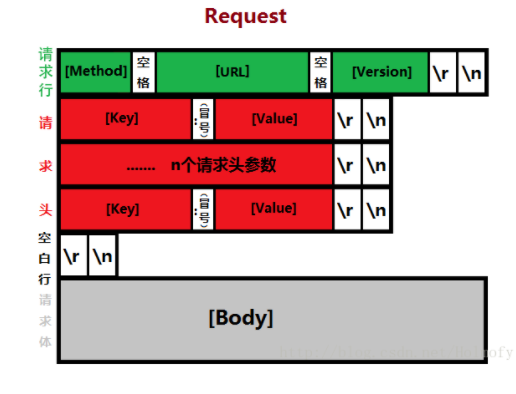 Request
请求行 [Method] 空格 [URL] 空格 [Version] \r \n
请 [Key] :(冒号) [Value] \r \n
求 ....... n个请求头参数 \r \n
头 [Key] :(冒号) [Value] \r \n
空白行 \r \n
请求体 [Body]